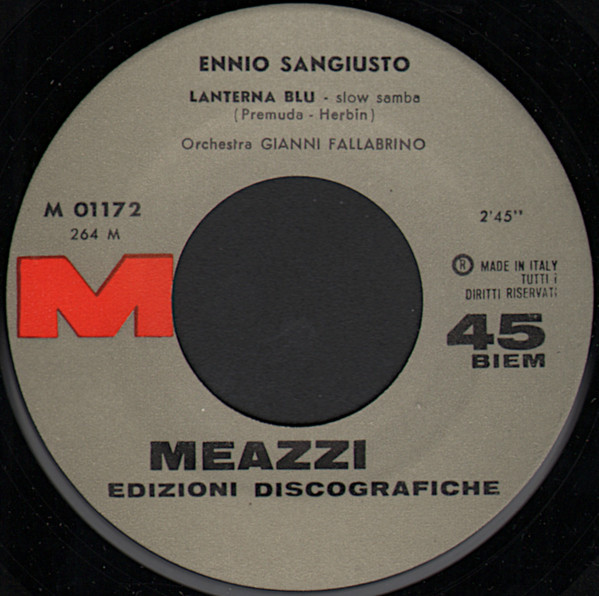 ENNIO SANGIUSTO
LANTERNA BLU - slow samba
(Premuda - Herbin)
Orchestra GIANNI FALLABRINO
M 01172
264 M
2'45"
M
® MADE IN ITALY
TUTTI i
DIRITTI RISERVATI
45
BIEM
MEAZZI
EDIZIONI DISCOGRAFICHE